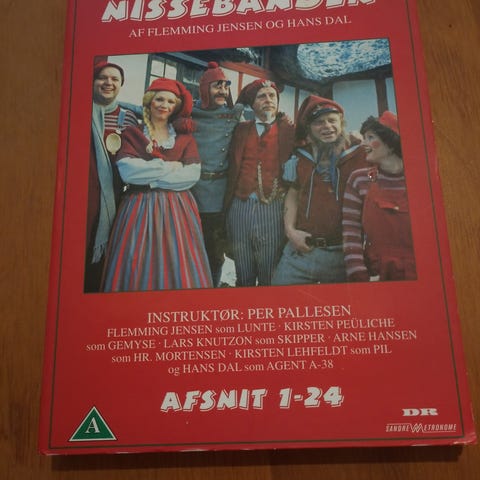 NISSEBANDEN
AF FLEMMING JENSEN OG HANS DAL
INSTRUKTØR: PER PALLESEN
FLEMMING JENSEN som LUNTE · KIRSTEN PEÜLICHE
som GEMYSE · LARS KNUTZON som SKIPPER · ARNE HANSEN
som HR. MORTENSEN · KIRSTEN LEHFELDT som PIL
og HANS DAL som AGENT A-38
AFSNIT 1-24
A
DR
SANDREW METRONOME